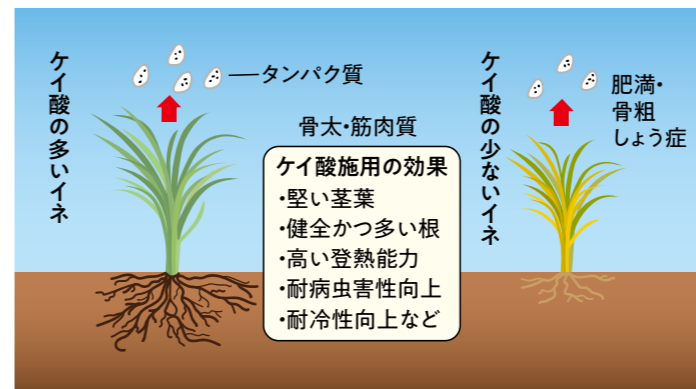 ケイ酸の多いイネ
タンパク質
骨太・筋肉質
ケイ酸施用の効果
・堅い茎葉
・健全かつ多い根
・高い登熱能力
・耐病虫害性向上
・耐冷性向上など
ケイ酸の少ないイネ
肥満・
骨粗
しょう症